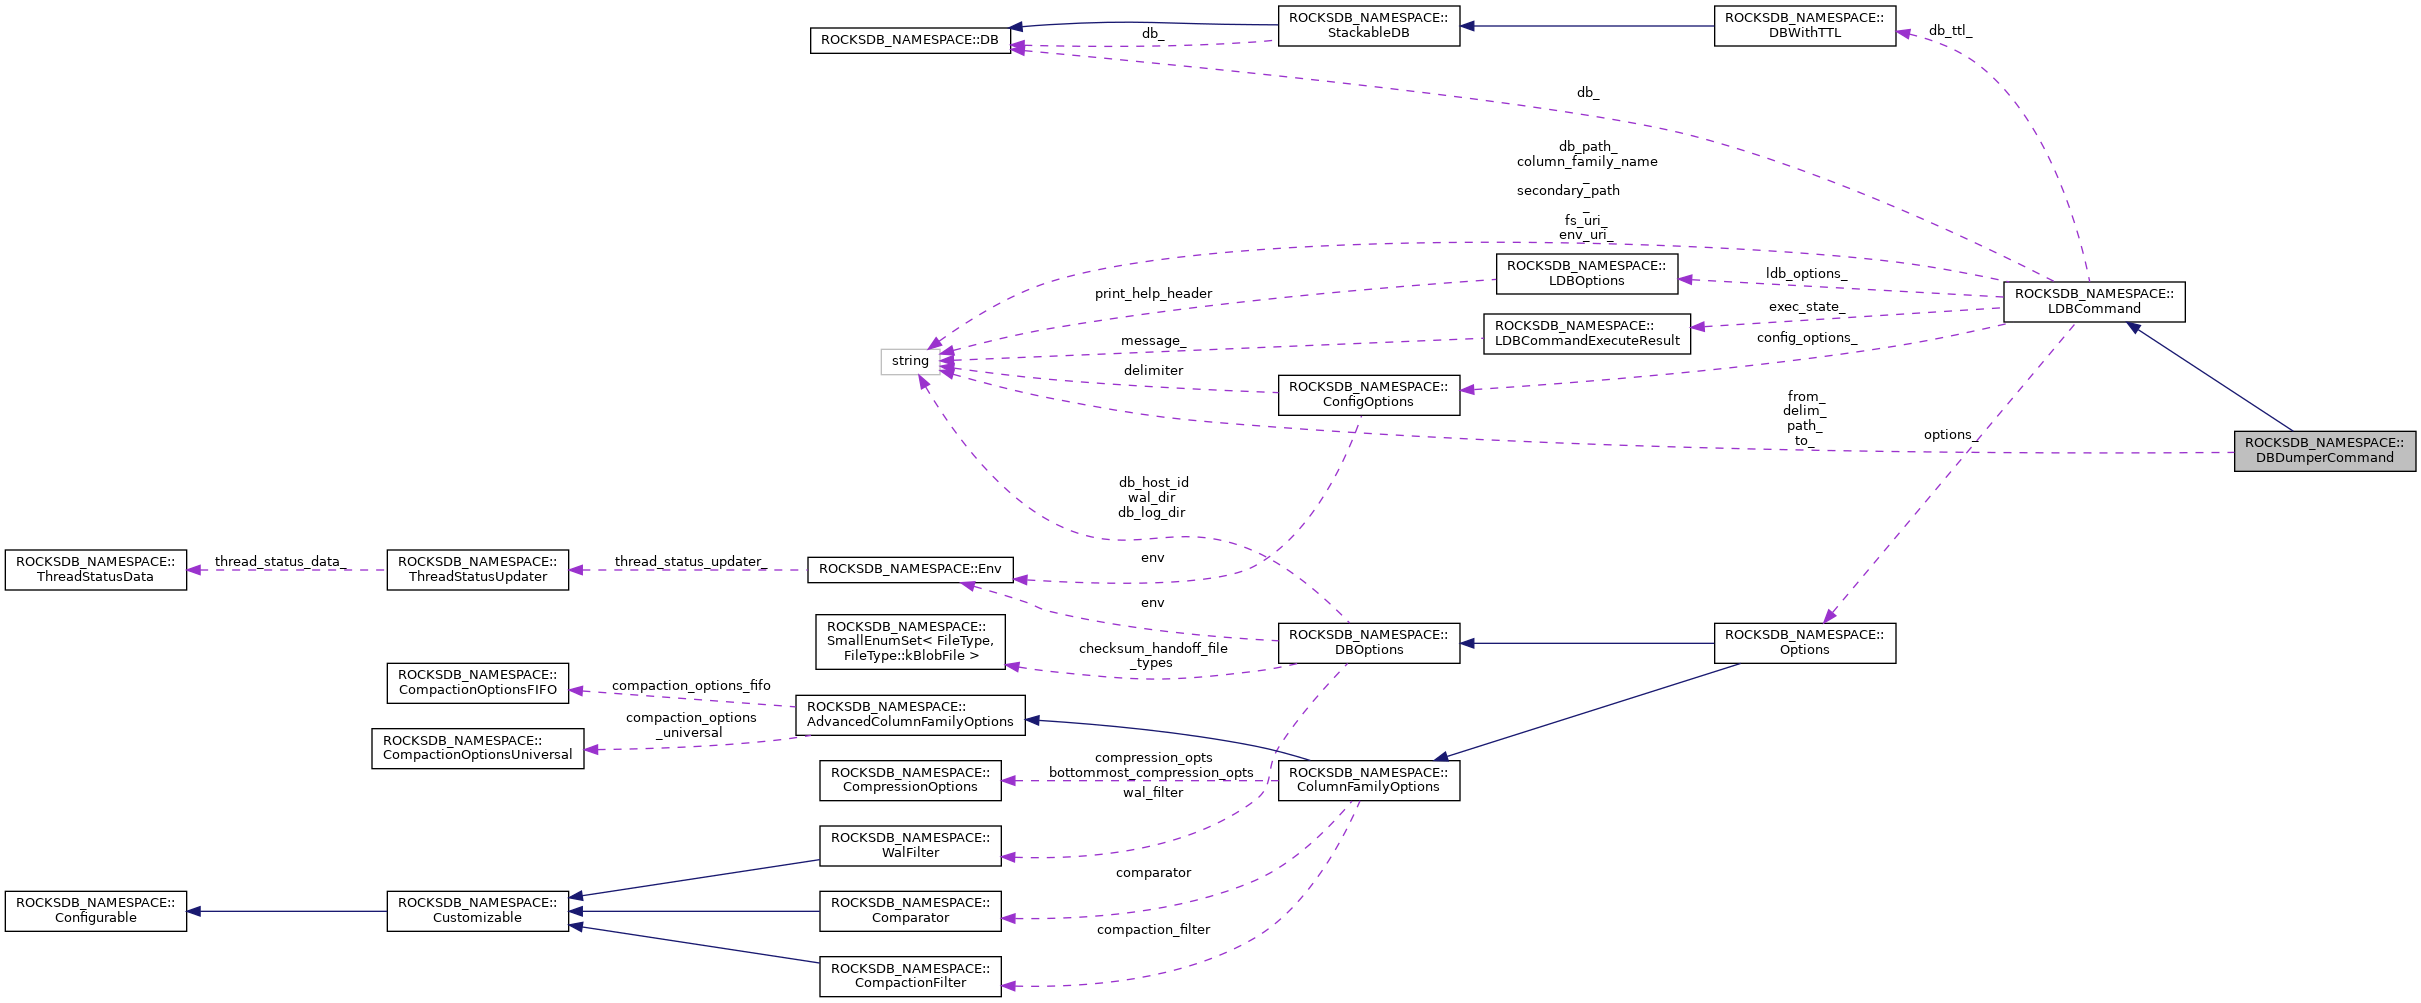 ROCKSDB_NAMESPACE::DB
ROCKSDB_NAMESPACE::
StackableDB
ROCKSDB_NAMESPACE::
DBWithTTL
db_
db_ttl_
db_
db_path_
column_family_name
_
secondary_path
_
fs_uri_
env_uri_
ROCKSDB_NAMESPACE::
LDBOptions
ldb_options_
print_help_header
ROCKSDB_NAMESPACE::
LDBCommand
exec_state_
ROCKSDB_NAMESPACE::
LDBCommandExecuteResult
message_
config_options_
string
delimiter
ROCKSDB_NAMESPACE::
ConfigOptions
from_
delim_
path_
to_
options_
ROCKSDB_NAMESPACE::
DBDumperCommand
db_host_id
wal_dir
db_log_dir
ROCKSDB_NAMESPACE::
ThreadStatusData
thread_status_data_
ROCKSDB_NAMESPACE::
ThreadStatusUpdater
thread_status_updater_
ROCKSDB_NAMESPACE::Env
env
env
ROCKSDB_NAMESPACE::
SmallEnumSet< FileType,
FileType::kBlobFile >
checksum_handoff_file
_types
ROCKSDB_NAMESPACE::
DBOptions
ROCKSDB_NAMESPACE::
Options
ROCKSDB_NAMESPACE::
CompactionOptionsFIFO
compaction_options_fifo
ROCKSDB_NAMESPACE::
AdvancedColumnFamilyOptions
compaction_options
_universal
ROCKSDB_NAMESPACE::
CompactionOptionsUniversal
ROCKSDB_NAMESPACE::
CompressionOptions
compression_opts
bottommost_compression_opts
wal_filter
ROCKSDB_NAMESPACE::
ColumnFamilyOptions
ROCKSDB_NAMESPACE::
WalFilter
comparator
ROCKSDB_NAMESPACE::
Configurable
ROCKSDB_NAMESPACE::
Customizable
ROCKSDB_NAMESPACE::
Comparator
compaction_filter
ROCKSDB_NAMESPACE::
CompactionFilter